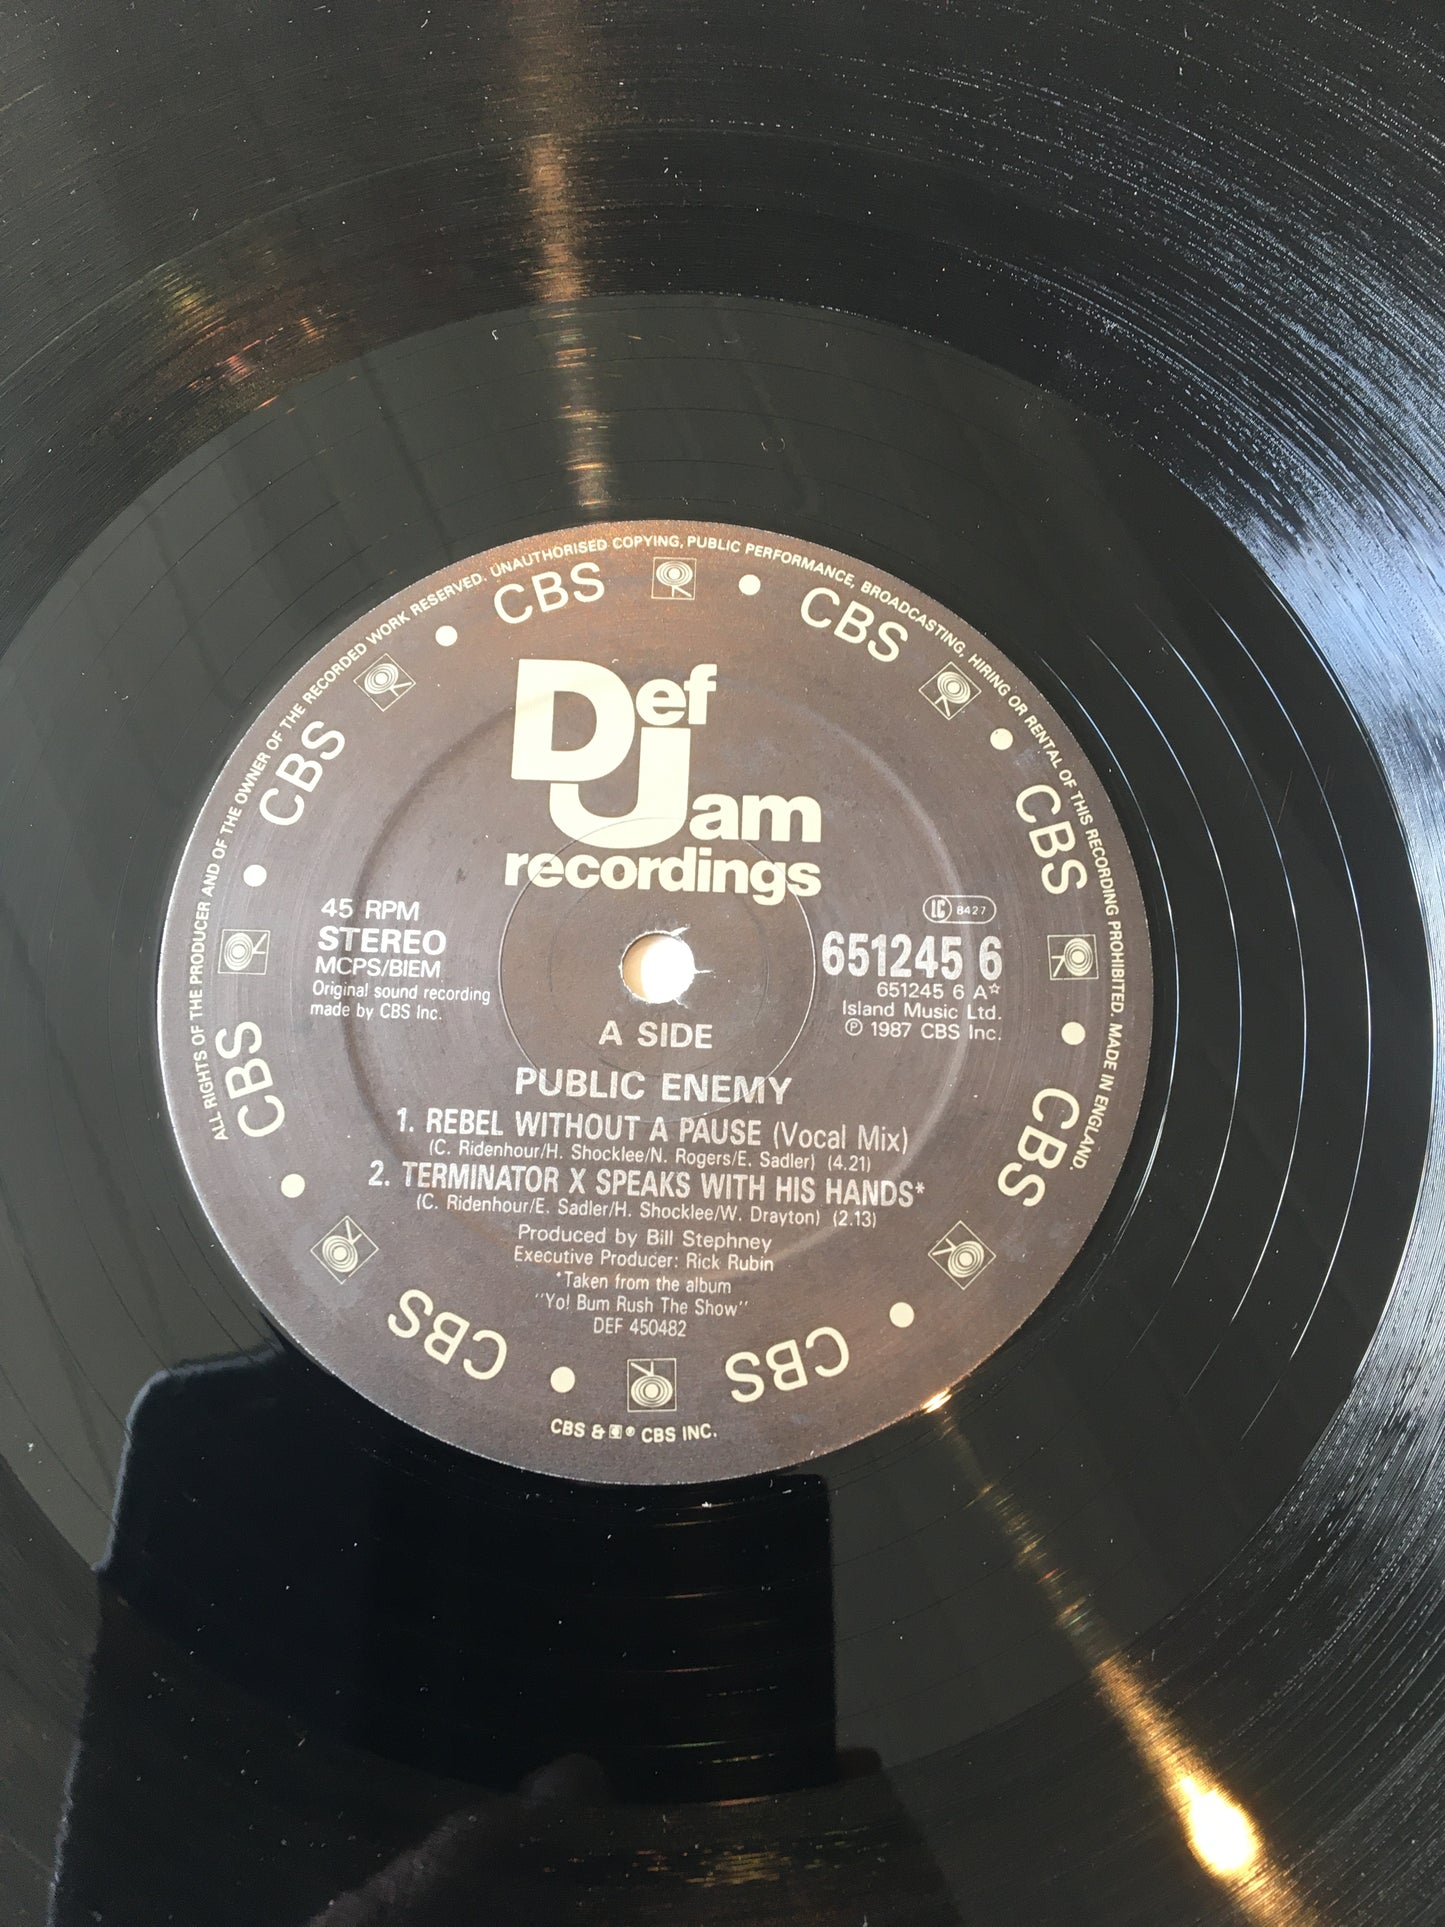 ALL RIGHTS OF THE PRODUCER AND OF THE OWNER OF THE RECORDED WORK RESERVED. UNAUTHORISED COPYING, PUBLIC PERFORMANCE, BROADCASTING, HIRING OR RENTAL OF THIS RECORDING PROHIBITED. MADE IN ENGLAND.
CBS • CBS • CBS • CBS • CBS • CBS • CBS • CBS
Def
Jam
recordings
45 RPM
STEREO
MCPS/BIEM
Original sound recording
made by CBS Inc.
LC 8427
651245 6
651245 6 A☆
Island Music Ltd.
℗ 1987 CBS Inc.
A SIDE
PUBLIC ENEMY
1. REBEL WITHOUT A PAUSE (Vocal Mix)
(C. Ridenhour/H. Shocklee/N. Rogers/E. Sadler) (4.21)
2. TERMINATOR X SPEAKS WITH HIS HANDS*
(C. Ridenhour/E. Sadler/H. Shocklee/W. Drayton) (2.13)
Produced by Bill Stephney
Executive Producer: Rick Rubin
*Taken from the album
"Yo! Bum Rush The Show"
DEF 450482
CBS & ® CBS INC.